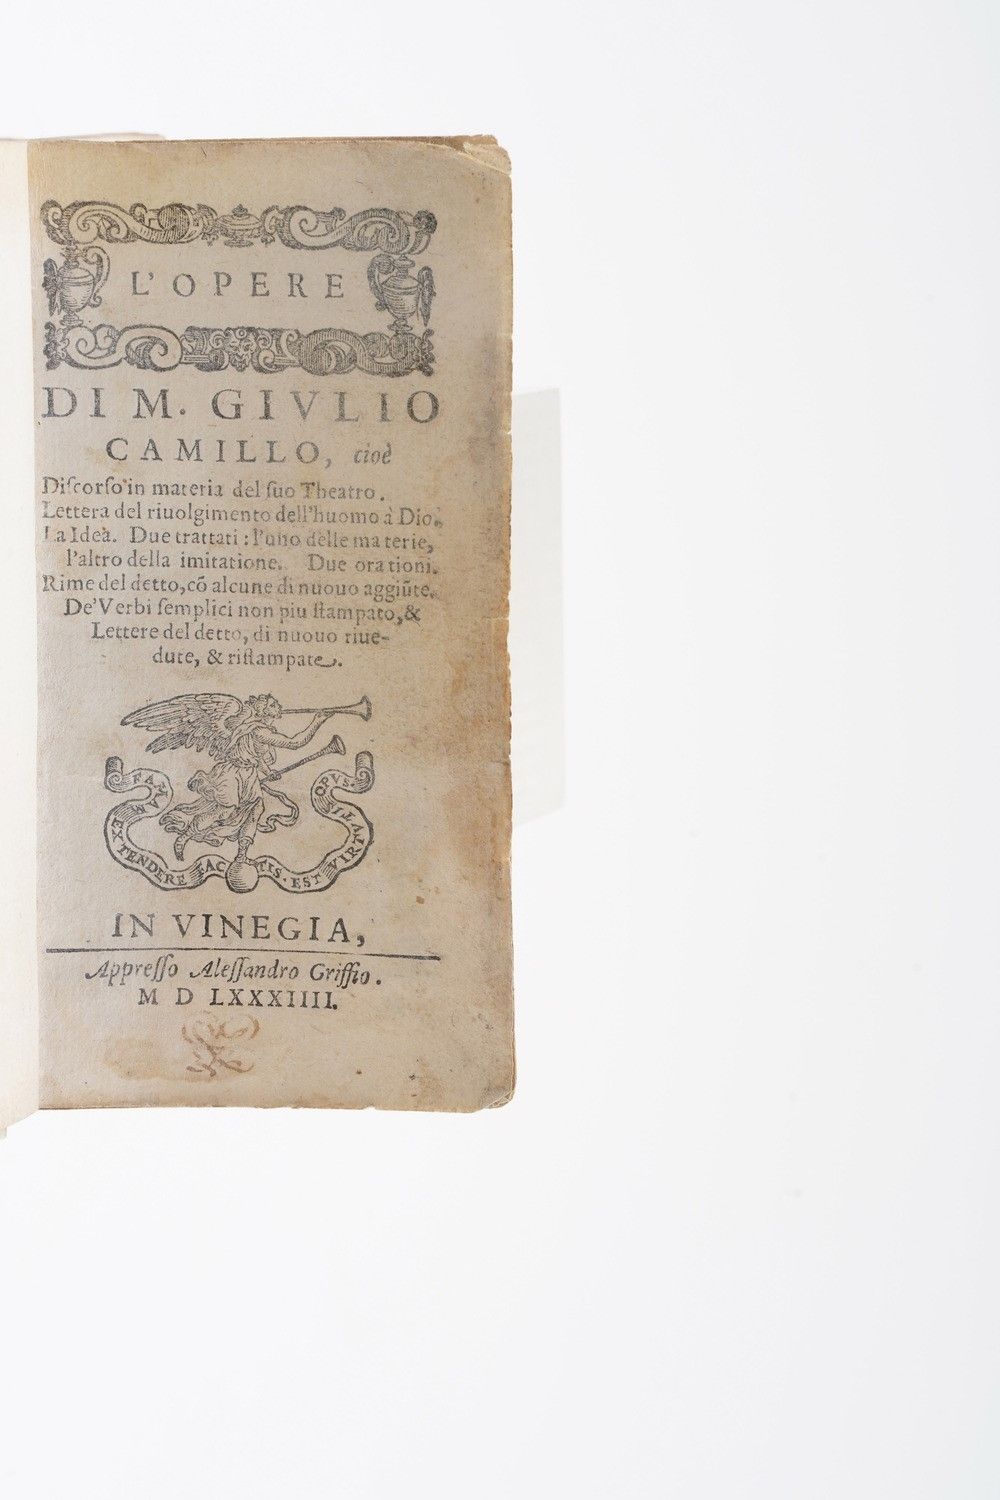 L'OPERE
DI M. GIVLIO
CAMILLO, cioè
Diſcorſo in materia del ſuo Theatro.
Lettera del riuolgimento dell'huomo à Dio.
La Idea. Due trattati: l'uno delle materie,
l'altro della imitatione. Due orationi.
Rime del detto, cõ alcune di nuouo aggiũte.
De'Verbi ſemplici non piu ſtampato, &
Lettere del detto, di nuouo riue-
dute, & riſtampate.
FAMAM EXTENDERE FACTIS. EST VIRTVTIS OPVS
IN VINEGIA,
Appreſſo Aleſſandro Griffio.
M D LXXXIIII.